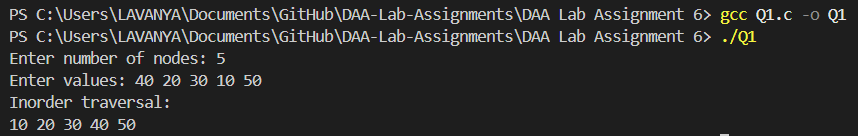 PS C:\Users\LAVANYA\Documents\GitHub\DAA-Lab-Assignments\DAA Lab Assignment 6> gcc Q1.c -o Q1
PS C:\Users\LAVANYA\Documents\GitHub\DAA-Lab-Assignments\DAA Lab Assignment 6> ./Q1
Enter number of nodes: 5
Enter values: 40 20 30 10 50
Inorder traversal:
10 20 30 40 50